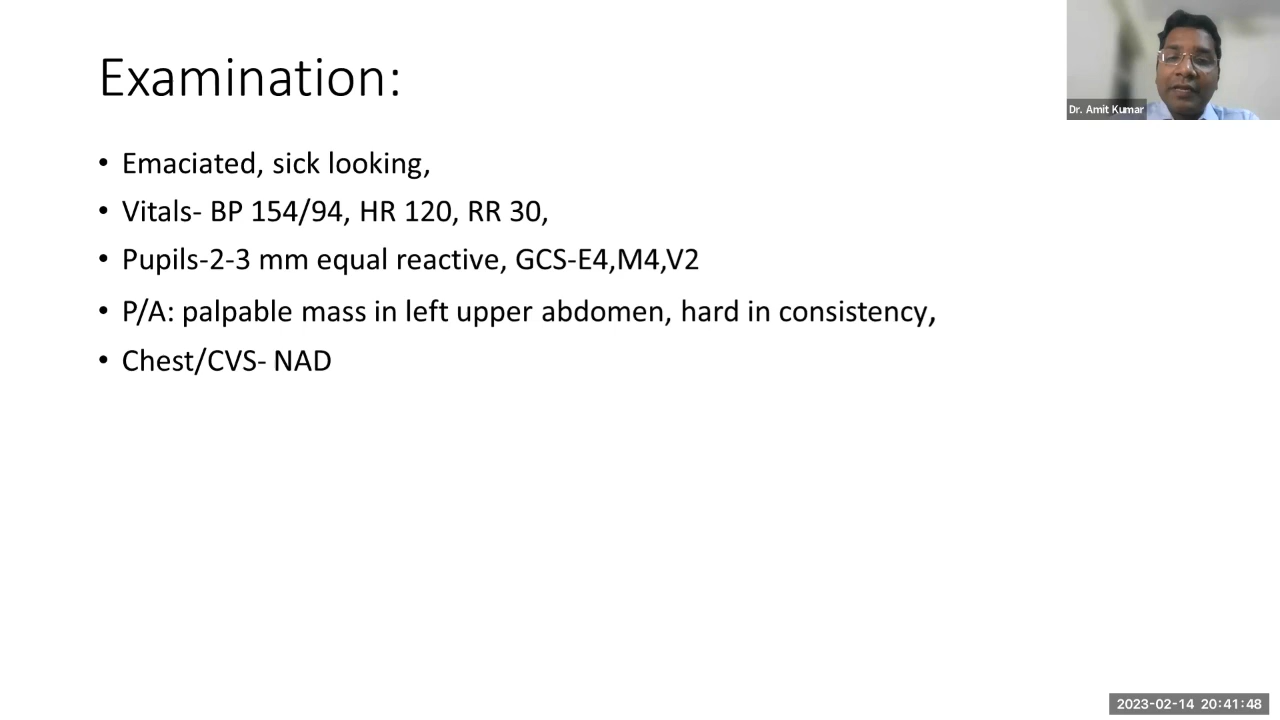 Examination:
Dr. Amit Kumar
• Emaciated, sick looking,
• Vitals- BP 154/94, HR 120, RR 30,
• Pupils-2-3 mm equal reactive, GCS-E4,M4,V2
• P/A: palpable mass in left upper abdomen, hard in consistency,
• Chest/CVS- NAD
2023-02-14 20:41:48